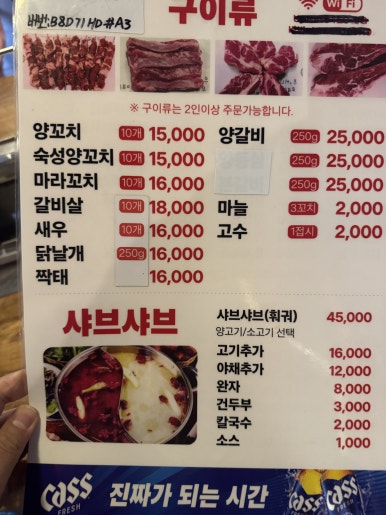 비번:B8D71HD#A3
구이류
WiFi
※ 구이류는 2인이상 주문가능합니다.
양꼬치 10개 15,000
숙성양꼬치 10개 15,000
마라꼬치 10개 16,000
갈비살 10개 18,000
새우 10개 16,000
닭날개 250g 16,000
짝태 16,000
양갈비 250g 25,000
250g 25,000
250g 25,000
마늘 3꼬치 2,000
고수 1접시 2,000
샤브샤브
샤브샤브(훠궈) 45,000
양고기/소고기 선택
고기추가 16,000
야채추가 12,000
완자 8,000
건두부 3,000
칼국수 2,000
소스 1,000
cass
FRESH
진짜가 되는 시간
cass
cass